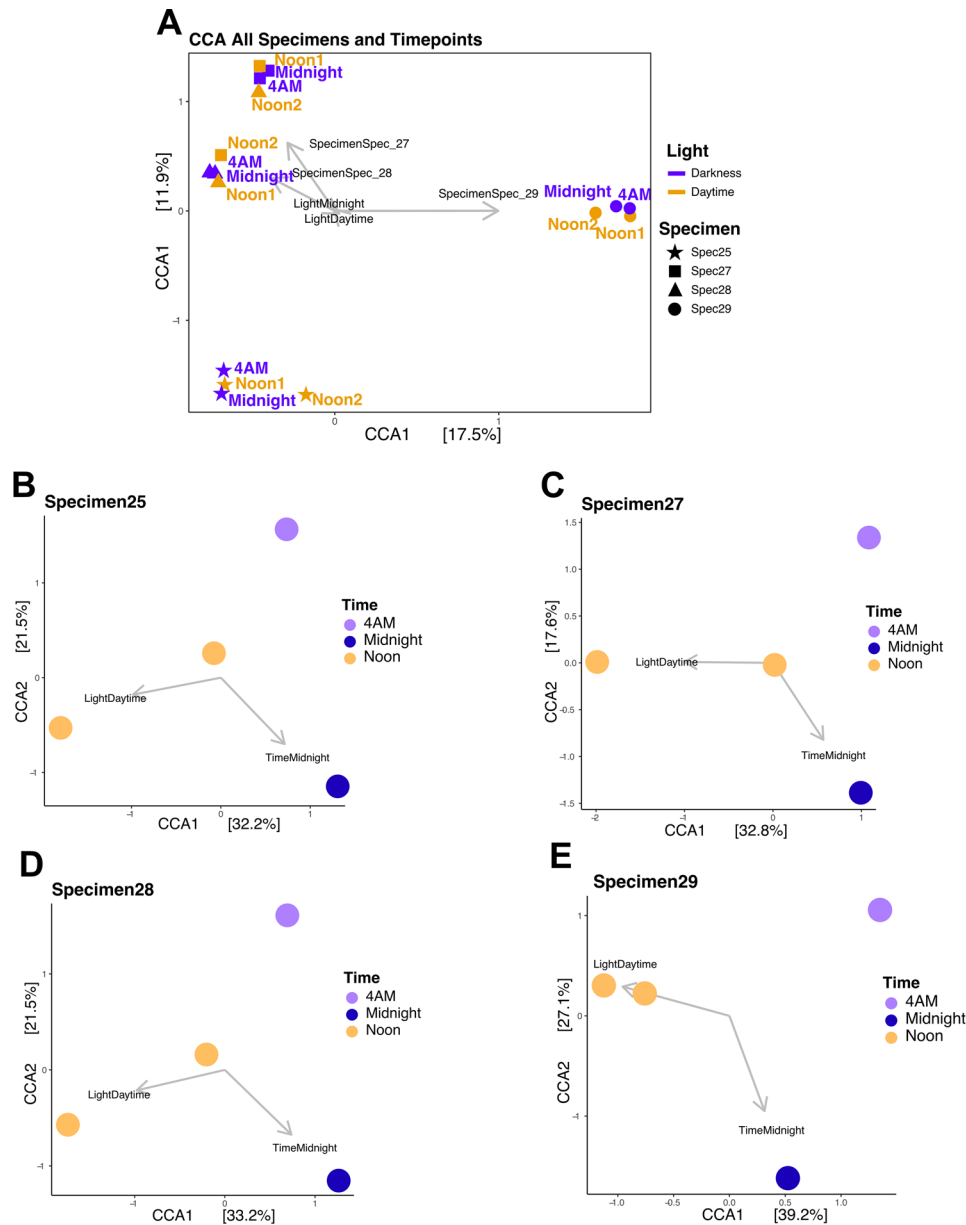 A
CCA All Specimens and Timepoints
Noon1
Midnight
4AM
Noon2
Noon2
4AM
Midnight
Noon1
SpecimenSpec_27
SpecimenSpec_28
SpecimenSpec_29
LightMidnight
LightDaytime
Midnight 4AM
Noon2
Noon1
4AM
Noon1
Midnight
Noon2
1
0
−1
CCA1 [11.9%]
0 1
CCA1 [17.5%]
Light
Darkness
Daytime
Specimen
Spec25
Spec27
Spec28
Spec29
B
Specimen25
1
0
−1
CCA2 [21.5%]
LightDaytime
TimeMidnight
−1 0 1
CCA1 [32.2%]
Time
4AM
Midnight
Noon
C
Specimen27
1.5
1.0
0.5
0.0
−0.5
−1.0
−1.5
CCA2 [17.6%]
LightDaytime
TimeMidnight
−2 −1 0 1
CCA1 [32.8%]
Time
4AM
Midnight
Noon
D
Specimen28
1
0
−1
CCA2 [21.5%]
LightDaytime
TimeMidnight
−1 0 1
CCA1 [33.2%]
Time
4AM
Midnight
Noon
E
Specimen29
1
0
−1
CCA2 [27.1%]
LightDaytime
TimeMidnight
−1.0 −0.5 0.0 0.5 1.0
CCA1 [39.2%]
Time
4AM
Midnight
Noon